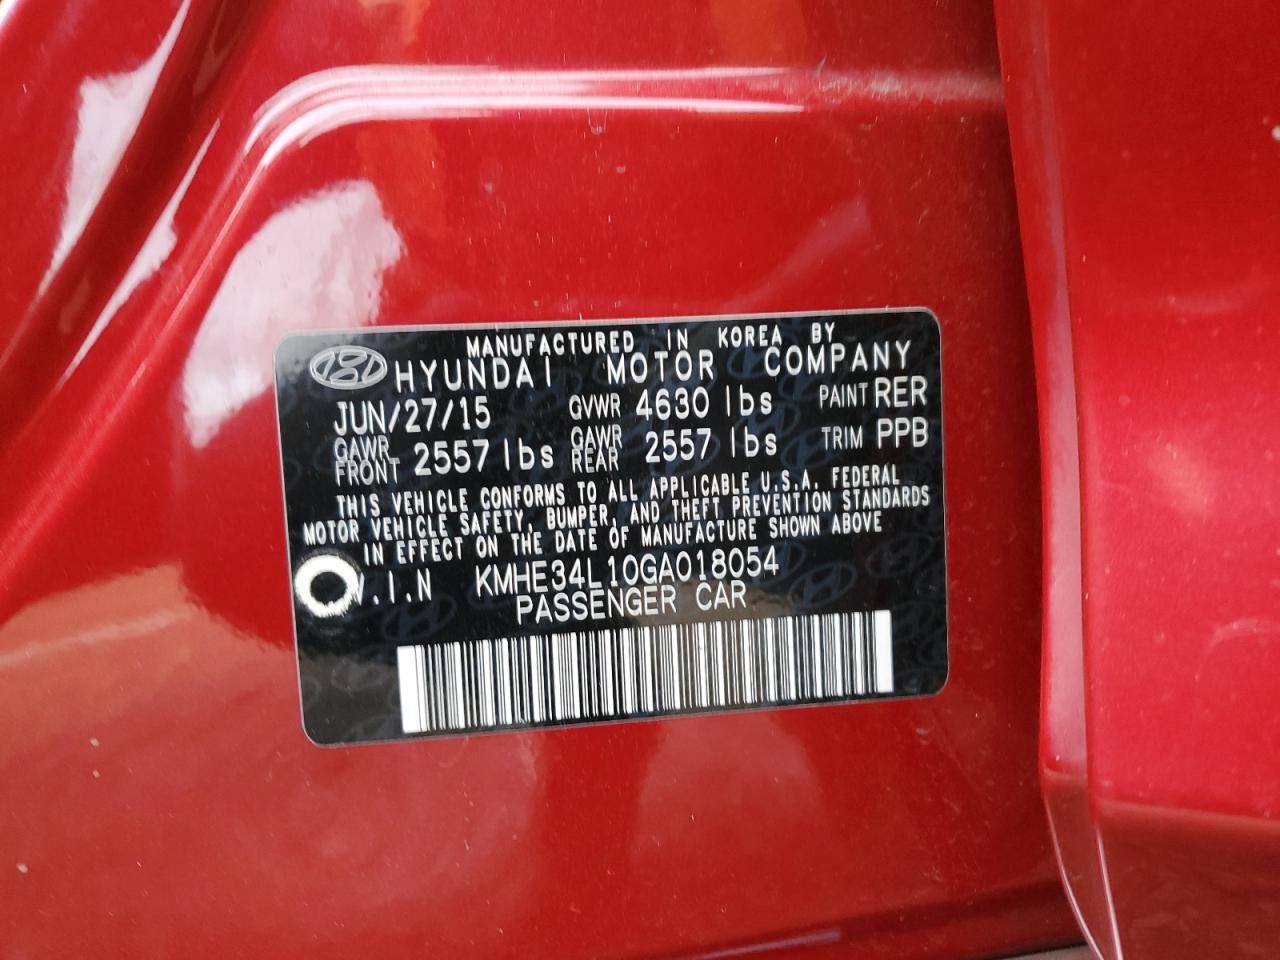 MANUFACTURED IN KOREA BY
HYUNDAI MOTOR COMPANY
JUN/27/15 GVWR 4630 lbs PAINT RER
GAWR FRONT 2557 lbs GAWR REAR 2557 lbs TRIM PPB
THIS VEHICLE CONFORMS TO ALL APPLICABLE U.S.A. FEDERAL
MOTOR VEHICLE SAFETY, BUMPER, AND THEFT PREVENTION STANDARDS
IN EFFECT ON THE DATE OF MANUFACTURE SHOWN ABOVE
V.I.N KMHE34L10GA018054
PASSENGER CAR